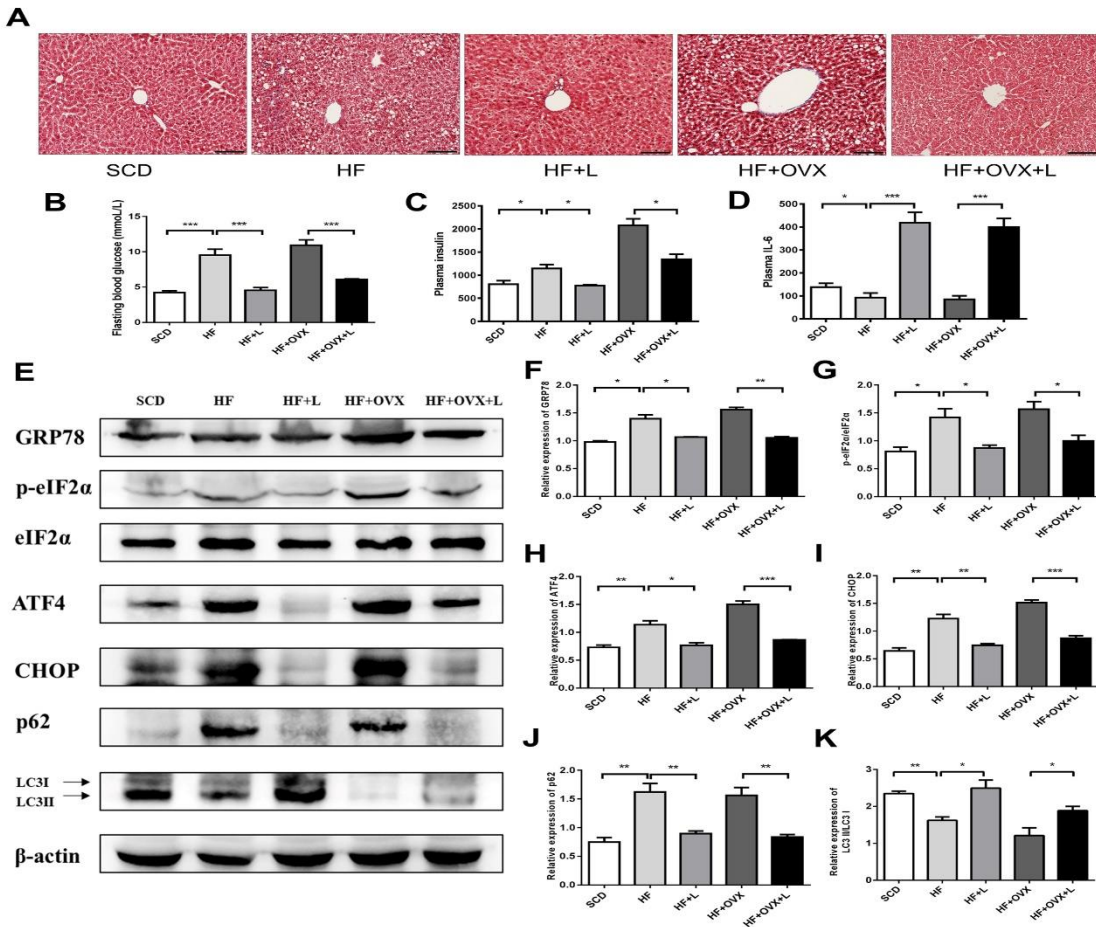 A
SCD HF HF+L HF+OVX HF+OVX+L
B
Flasting blood glucose (mmoL/L)
15
10
5
0
*** *** ***
SCD HF HF+L HF+OVX HF+OVX+L
C
Plasma insulin
2500
2000
1500
1000
500
0
* * *
SCD HF HF+L HF+OVX HF+OVX+L
D
Plasma IL-6
600
500
400
300
200
100
0
* *** ***
SCD HF HF+L HF+OVX HF+OVX+L
E
SCD HF HF+L HF+OVX HF+OVX+L
GRP78
p-eIF2α
eIF2α
ATF4
CHOP
p62
LC3I
LC3II
β-actin
F
Relative expression of GRP78
2.0
1.5
1.0
0.5
0.0
* * **
SCD HF HF+L HF+OVX HF+OVX+L
G
p-eIF2α/eIF2α
2.0
1.5
1.0
0.5
0.0
* * *
SCD HF HF+L HF+OVX HF+OVX+L
H
Relative expression of ATF4
2.0
1.5
1.0
0.5
0.0
** * ***
SCD HF HF+L HF+OVX HF+OVX+L
I
Relative expression of CHOP
2.0
1.5
1.0
0.5
0.0
** ** ***
SCD HF HF+L HF+OVX HF+OVX+L
J
Relative expression of p62
2.0
1.5
1.0
0.5
0.0
** ** **
SCD HF HF+L HF+OVX HF+OVX+L
K
Relative expression of
LC3 II/LC3 I
3
2
1
0
** * *
SCD HF HF+L HF+OVX HF+OVX+L